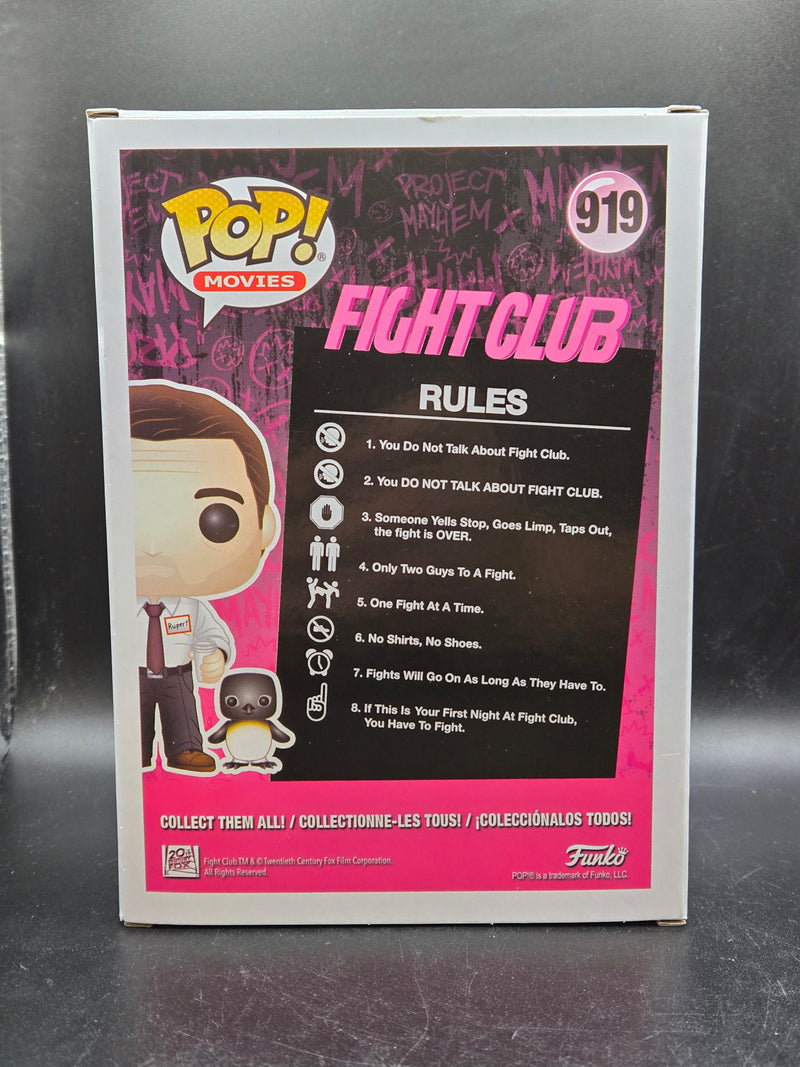 POP!
MOVIES
919
PROJECT
MAYHEM
FIGHT CLUB
RULES
1. You Do Not Talk About Fight Club.
2. You DO NOT TALK ABOUT FIGHT CLUB.
3. Someone Yells Stop, Goes Limp, Taps Out,
the fight is OVER.
4. Only Two Guys To A Fight.
5. One Fight At A Time.
6. No Shirts, No Shoes.
7. Fights Will Go On As Long As They Have To.
8. If This Is Your First Night At Fight Club,
You Have To Fight.
Rupert
COLLECT THEM ALL! / COLLECTIONNE-LES TOUS! / ¡COLECCIÓNALOS TODOS!
20th
CENTURY
FOX
Fight Club TM & © Twentieth Century Fox Film Corporation.
All Rights Reserved.
Funko
POP!® is a trademark of Funko, LLC.